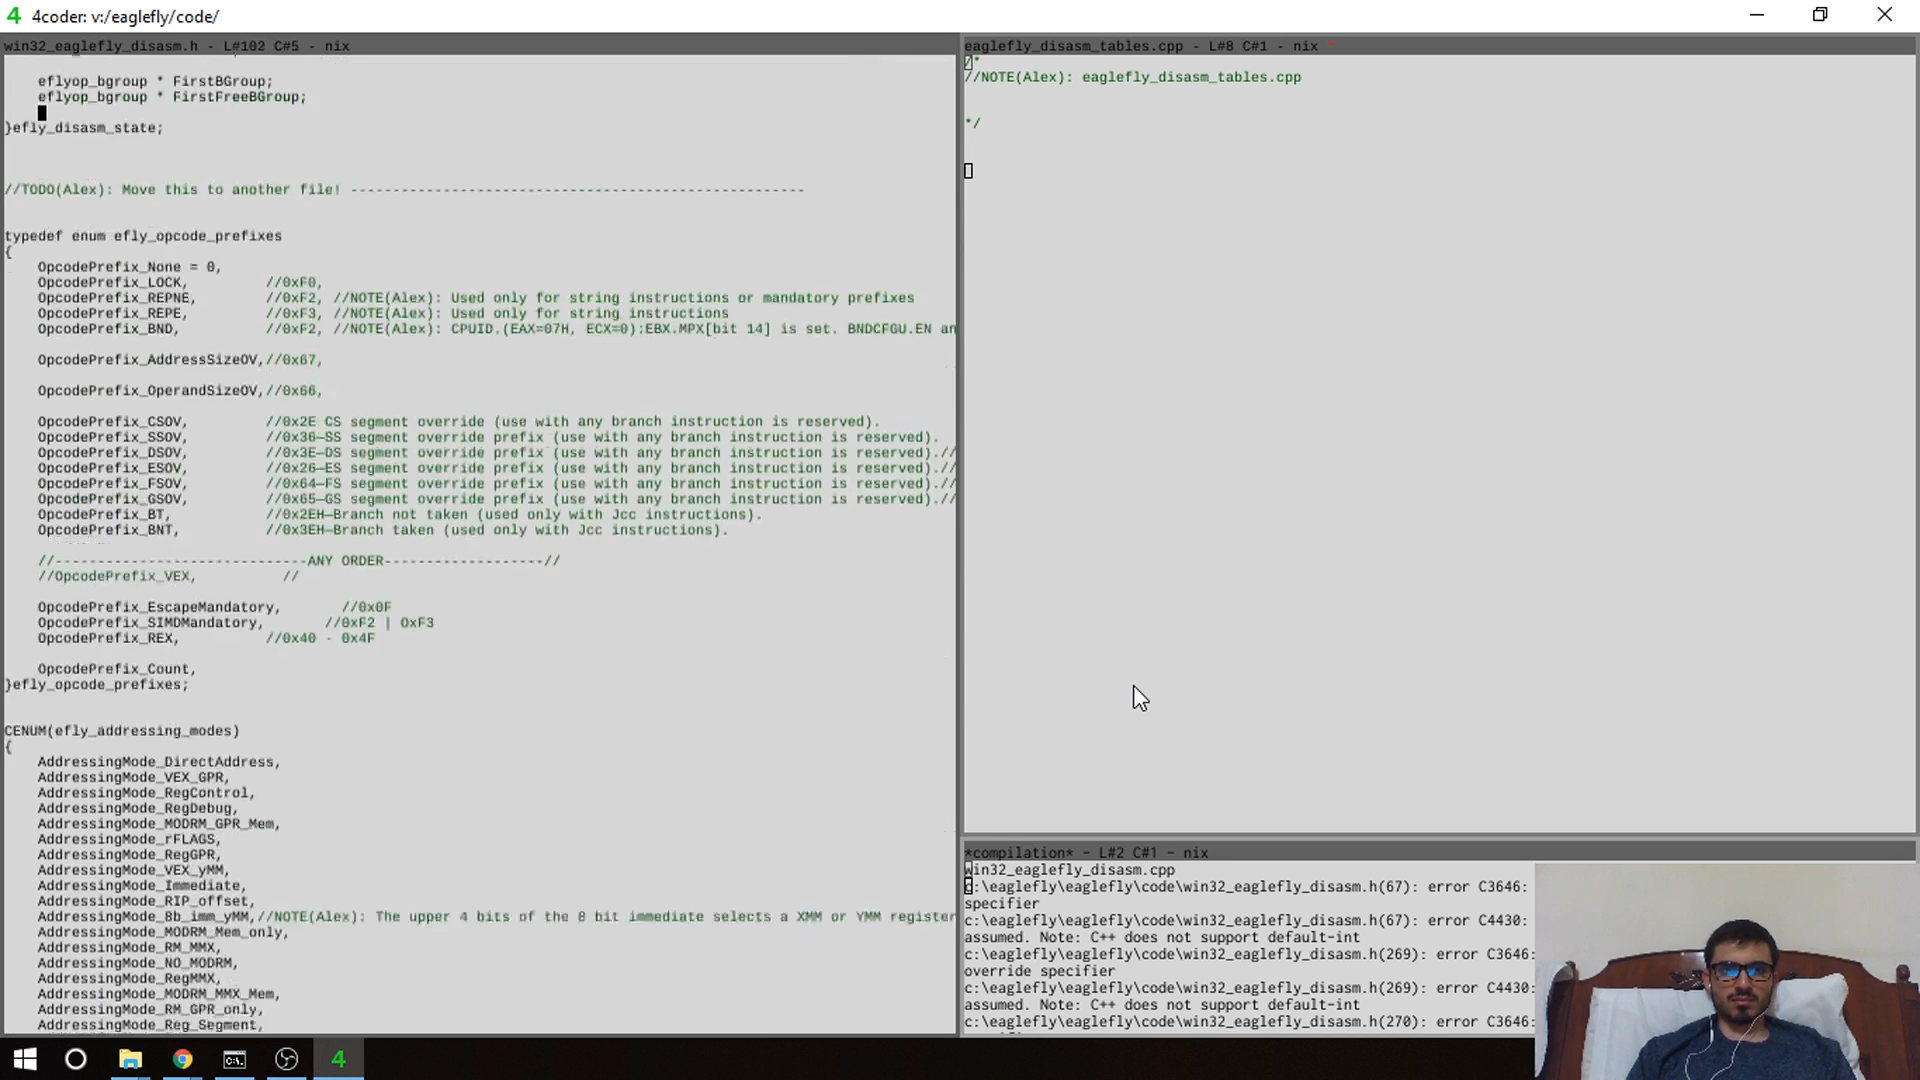 4 4coder: v:/eaglefly/code/
win32_eaglefly_disasm.h - L#102 C#5 - nix
eflyop_bgroup * FirstBGroup;
eflyop_bgroup * FirstFreeBGroup;
}efly_disasm_state;
//TODO(Alex): Move this to another file! ----------------------------------------------------
typedef enum efly_opcode_prefixes
{
OpcodePrefix_None = 0,
OpcodePrefix_LOCK, //0xF0,
OpcodePrefix_REPNE, //0xF2, //NOTE(Alex): Used only for string instructions or mandatory prefixes
OpcodePrefix_REPE, //0xF3, //NOTE(Alex): Used only for string instructions
OpcodePrefix_BND, //0xF2, //NOTE(Alex): CPUID.(EAX=07H, ECX=0):EBX.MPX[bit 14] is set. BNDCFGU.EN an
OpcodePrefix_AddressSizeOV,//0x67,
OpcodePrefix_OperandSizeOV,//0x66,
OpcodePrefix_CSOV, //0x2E CS segment override (use with any branch instruction is reserved).
OpcodePrefix_SSOV, //0x36—SS segment override prefix (use with any branch instruction is reserved).
OpcodePrefix_DSOV, //0x3E—DS segment override prefix (use with any branch instruction is reserved).//
OpcodePrefix_ESOV, //0x26—ES segment override prefix (use with any branch instruction is reserved).//
OpcodePrefix_FSOV, //0x64—FS segment override prefix (use with any branch instruction is reserved).//
OpcodePrefix_GSOV, //0x65—GS segment override prefix (use with any branch instruction is reserved).//
OpcodePrefix_BT, //0x2EH—Branch not taken (used only with Jcc instructions).
OpcodePrefix_BNT, //0x3EH—Branch taken (used only with Jcc instructions).
//------------------------------ANY ORDER-------------------//
//OpcodePrefix_VEX, //
OpcodePrefix_EscapeMandatory, //0x0F
OpcodePrefix_SIMDMandatory, //0xF2 | OxF3
OpcodePrefix_REX, //0x40 - 0x4F
OpcodePrefix_Count,
}efly_opcode_prefixes;
CENUM(efly_addressing_modes)
{
AddressingMode_DirectAddress,
AddressingMode_VEX_GPR,
AddressingMode_RegControl,
AddressingMode_RegDebug,
AddressingMode_MODRM_GPR_Mem,
AddressingMode_rFLAGS,
AddressingMode_RegGPR,
AddressingMode_VEX_yMM,
AddressingMode_Immediate,
AddressingMode_RIP_offset,
AddressingMode_8b_imm_yMM,//NOTE(Alex): The upper 4 bits of the 8 bit immediate selects a XMM or YMM register
AddressingMode_MODRM_Mem_only,
AddressingMode_RM_MMX,
AddressingMode_NO_MODRM,
AddressingMode_RegMMX,
AddressingMode_MODRM_MMX_Mem,
AddressingMode_RM_GPR_only,
AddressingMode_Reg_Segment,
eaglefly_disasm_tables.cpp - L#8 C#1 - nix *
/*
//NOTE(Alex): eaglefly_disasm_tables.cpp
*/
*compilation* - L#2 C#1 - nix
win32_eaglefly_disasm.cpp
c:\eaglefly\eaglefly\code\win32_eaglefly_disasm.h(67): error C3646:
specifier
c:\eaglefly\eaglefly\code\win32_eaglefly_disasm.h(67): error C4430:
assumed. Note: C++ does not support default-int
c:\eaglefly\eaglefly\code\win32_eaglefly_disasm.h(269): error C3646:
override specifier
c:\eaglefly\eaglefly\code\win32_eaglefly_disasm.h(269): error C4430:
assumed. Note: C++ does not support default-int
c:\eaglefly\eaglefly\code\win32_eaglefly_disasm.h(270): error C3646:
4